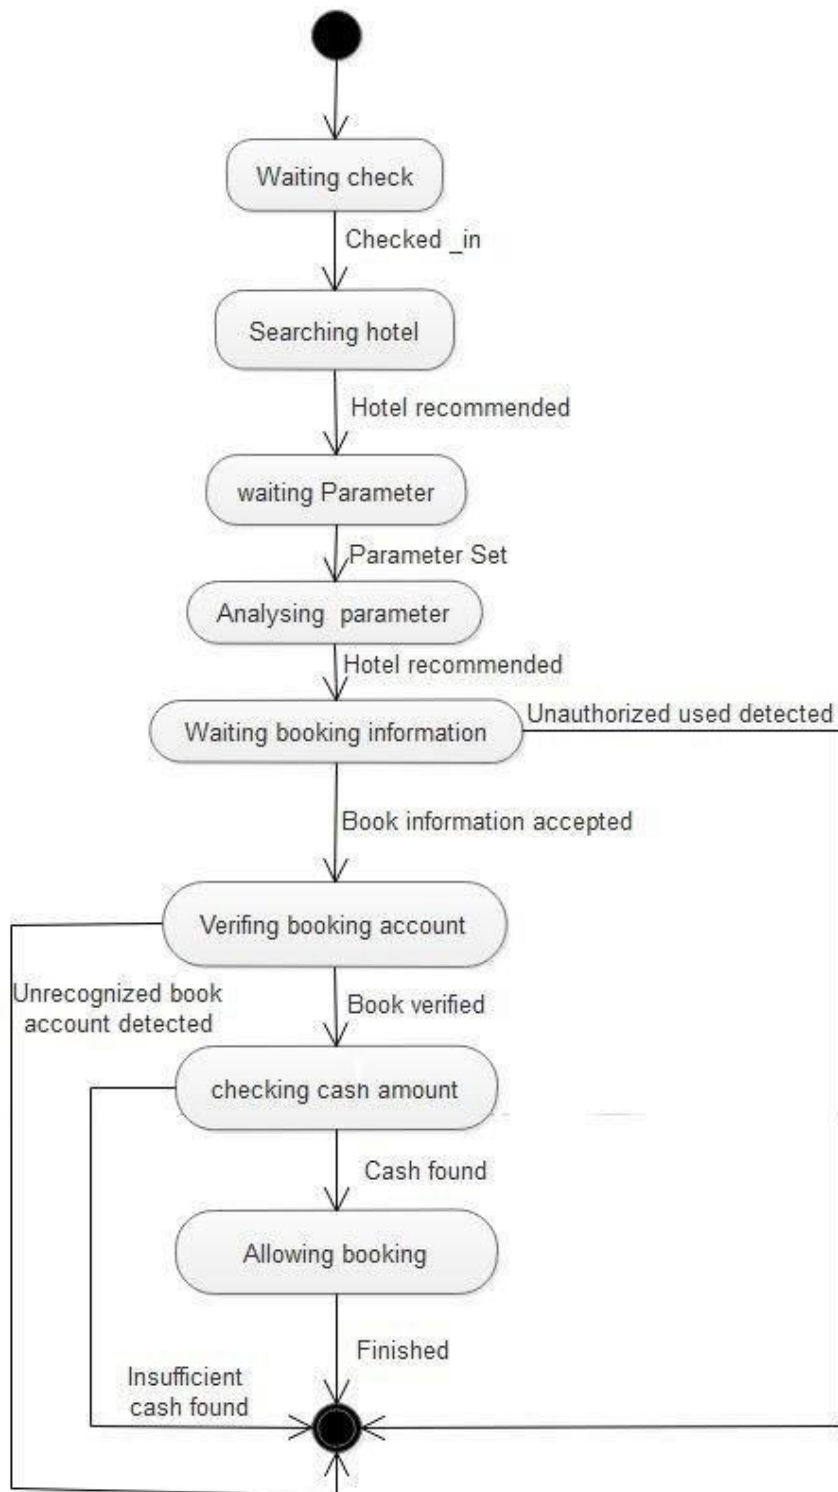 Waiting check
Checked _in
Searching hotel
Hotel recommended
waiting Parameter
Parameter Set
Analysing  parameter
Hotel recommended
Waiting booking information
Unauthorized used detected
Book information accepted
Verifing booking account
Unrecognized book
account detected
Book verified
checking cash amount
Cash found
Allowing booking
Finished
Insufficient
cash found